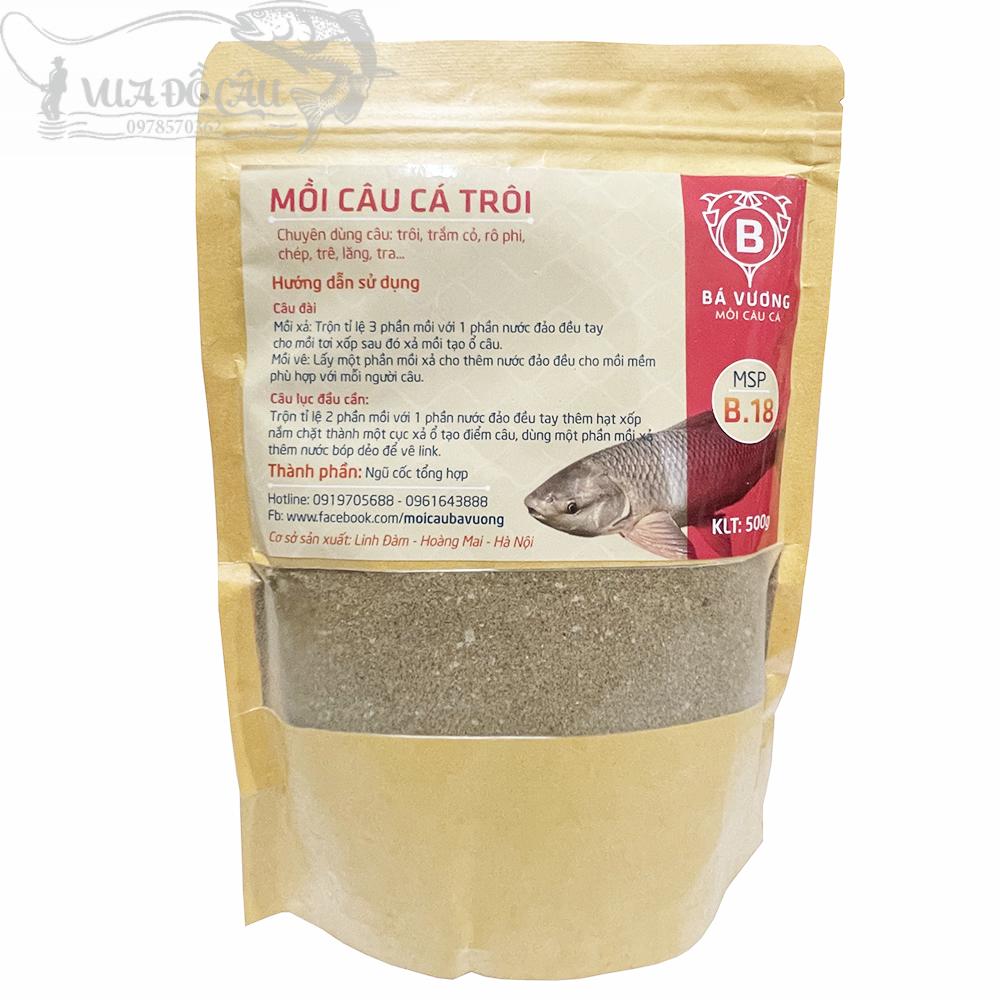 VUA ĐỒ CÂU
0978570362
MỒI CÂU CÁ TRÔI
Chuyên dùng câu: trôi, trắm cỏ, rô phi,
chép, trê, lăng, tra...
Hướng dẫn sử dụng
Câu đài
Mồi xả: Trộn tỉ lệ 3 phần mồi với 1 phần nước đảo đều tay
cho mồi tơi xốp sau đó xả mồi tạo ổ câu.
Mồi vê: Lấy một phần mồi xả cho thêm nước đảo đều cho mồi mềm
phù hợp với mỗi người câu.
Câu lục đầu cần:
Trộn tỉ lệ 2 phần mồi với 1 phần nước đảo đều tay thêm hạt xốp
nắm chặt thành một cục xả ổ tạo điểm câu, dùng một phần mồi xả
thêm nước bóp dẻo để vê link.
Thành phần: Ngũ cốc tổng hợp
Hotline: 0919705688 - 0961643888
Fb: www.facebook.com/moicaubavuong
Cơ sở sản xuất: Linh Đàm - Hoàng Mai - Hà Nội
B
BÁ VƯƠNG
MỒI CÂU CÁ
MSP
B.18
KLT: 500g